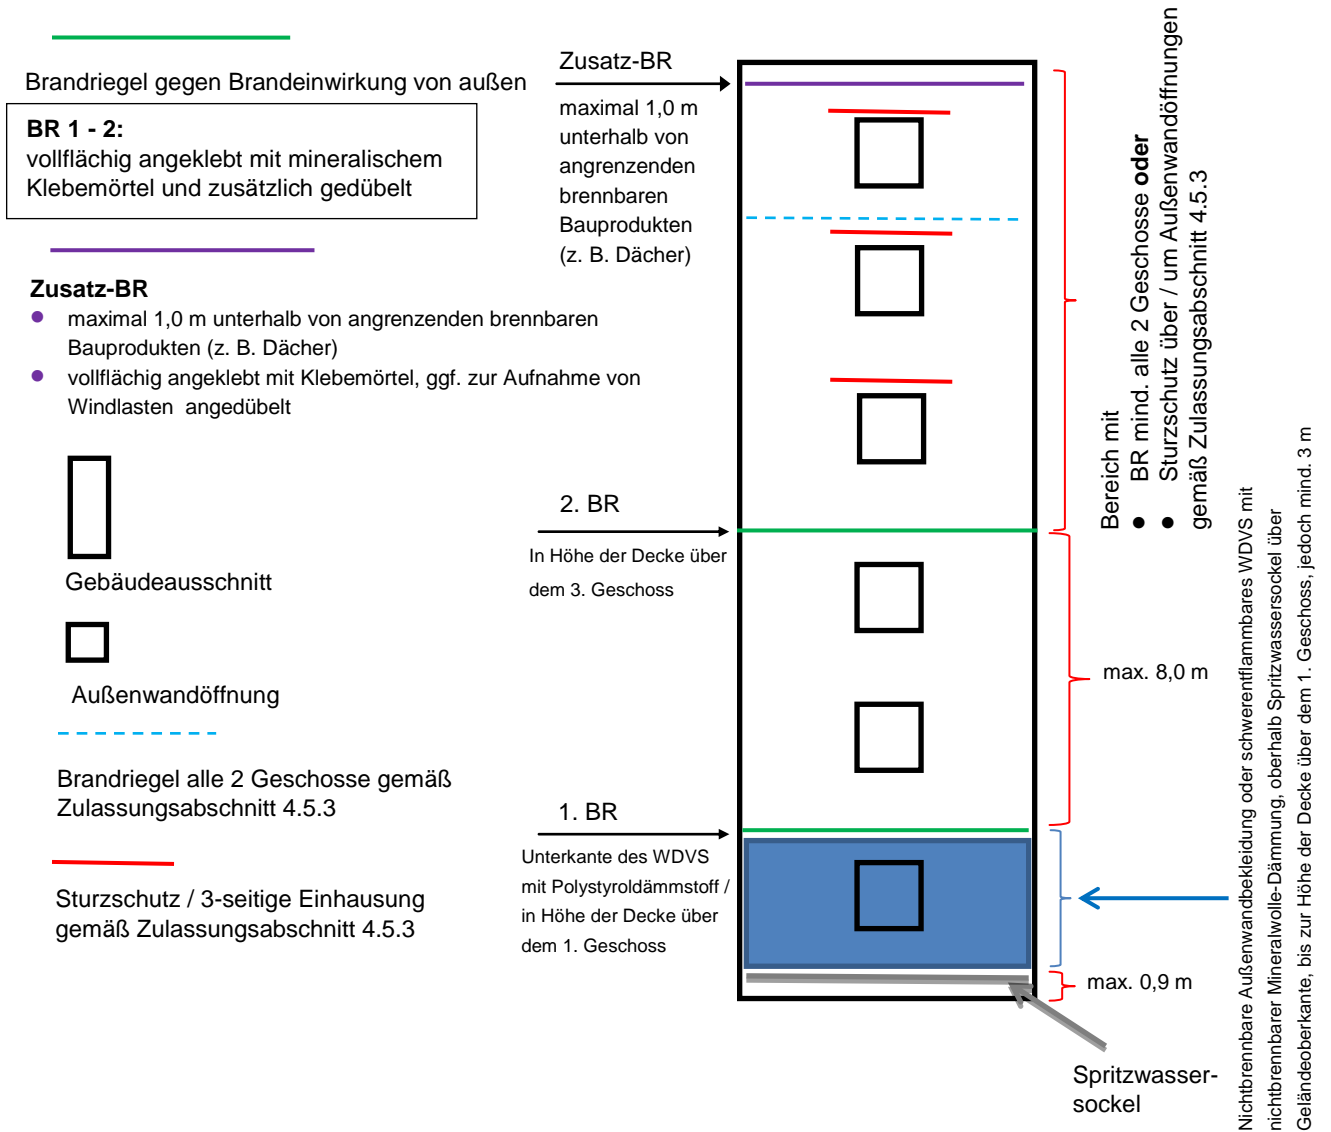 Brandriegel gegen Brandeinwirkung von außen
BR 1 - 2:
vollflächig angeklebt mit mineralischem
Klebemörtel und zusätzlich gedübelt
Zusatz-BR
● maximal 1,0 m unterhalb von angrenzenden brennbaren
Bauprodukten (z. B. Dächer)
● vollflächig angeklebt mit Klebemörtel, ggf. zur Aufnahme von
Windlasten angedübelt
Gebäudeausschnitt
Außenwandöffnung
Brandriegel alle 2 Geschosse gemäß
Zulassungsabschnitt 4.5.3
Sturzschutz / 3-seitige Einhausung
gemäß Zulassungsabschnitt 4.5.3
Zusatz-BR
maximal 1,0 m
unterhalb von
angrenzenden
brennbaren
Bauprodukten
(z. B. Dächer)
2. BR
In Höhe der Decke über
dem 3. Geschoss
1. BR
Unterkante des WDVS
mit Polystyroldämmstoff /
in Höhe der Decke über
dem 1. Geschoss
Bereich mit
● BR mind. alle 2 Geschosse oder
● Sturzschutz über / um Außenwandöffnungen
gemäß Zulassungsabschnitt 4.5.3
max. 8,0 m
max. 0,9 m
Spritzwasser-
sockel
Nichtbrennbare Außenwandbekleidung oder schwerentflammbares WDVS mit
nichtbrennbarer Mineralwolle-Dämmung, oberhalb Spritzwassersockel über
Geländeoberkante, bis zur Höhe der Decke über dem 1. Geschoss, jedoch mind. 3 m